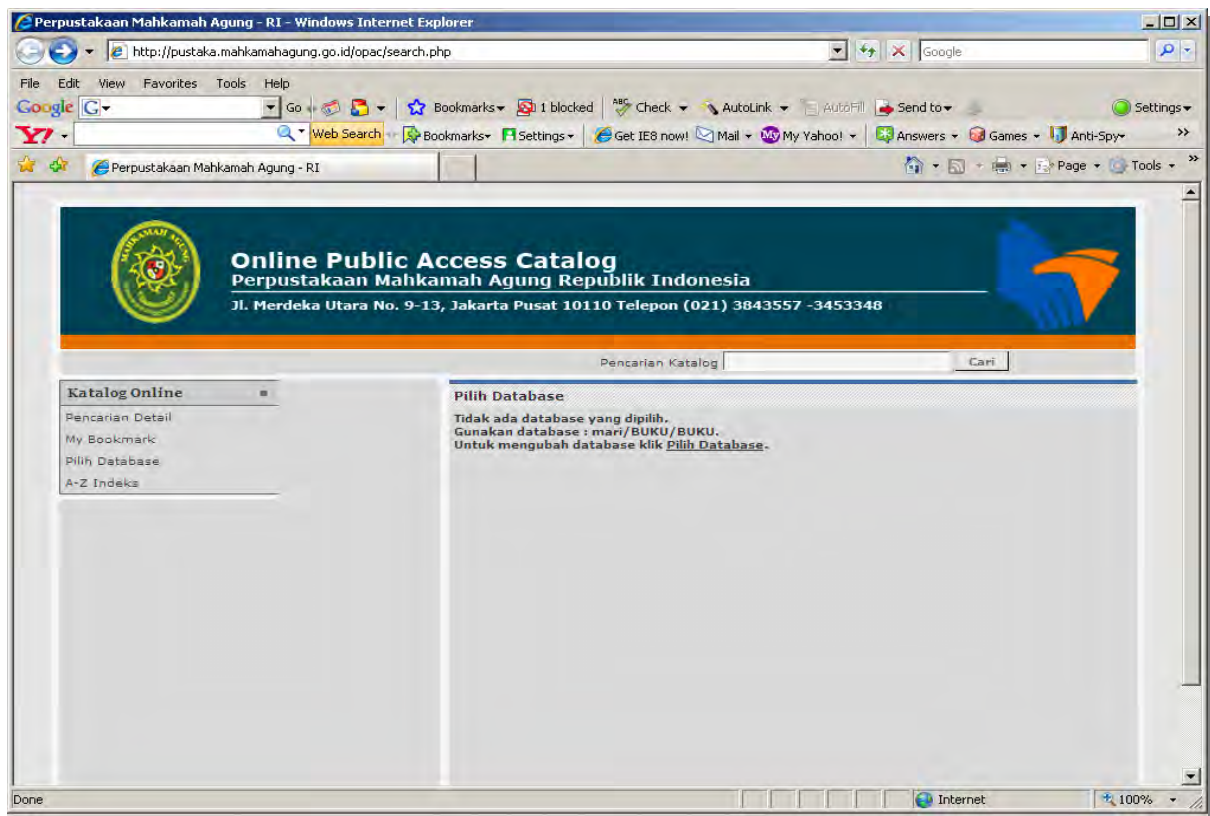 Perpustakaan Mahkamah Agung - RI - Windows Internet Explorer
http://pustaka.mahkamahagung.go.id/opac/search.php
Google
File Edit View Favorites Tools Help
Google G Go Bookmarks 1 blocked ABC Check AutoLink AutoFill Send to Settings
Y! Web Search Bookmarks Settings Get IE8 now! Mail My My Yahoo! Answers Games Anti-Spy >>
Perpustakaan Mahkamah Agung - RI Page Tools >>
MAHKAMAH AGUNG
Online Public Access Catalog
Perpustakaan Mahkamah Agung Republik Indonesia
Jl. Merdeka Utara No. 9-13, Jakarta Pusat 10110 Telepon (021) 3843557 -3453348
Pencarian Katalog Cari
Katalog Online
Pencarian Detail
My Bookmark
Pilih Database
A-Z Indeks
Pilih Database
Tidak ada database yang dipilih.
Gunakan database : mari/BUKU/BUKU.
Untuk mengubah database klik Pilih Database.
Done Internet 100%